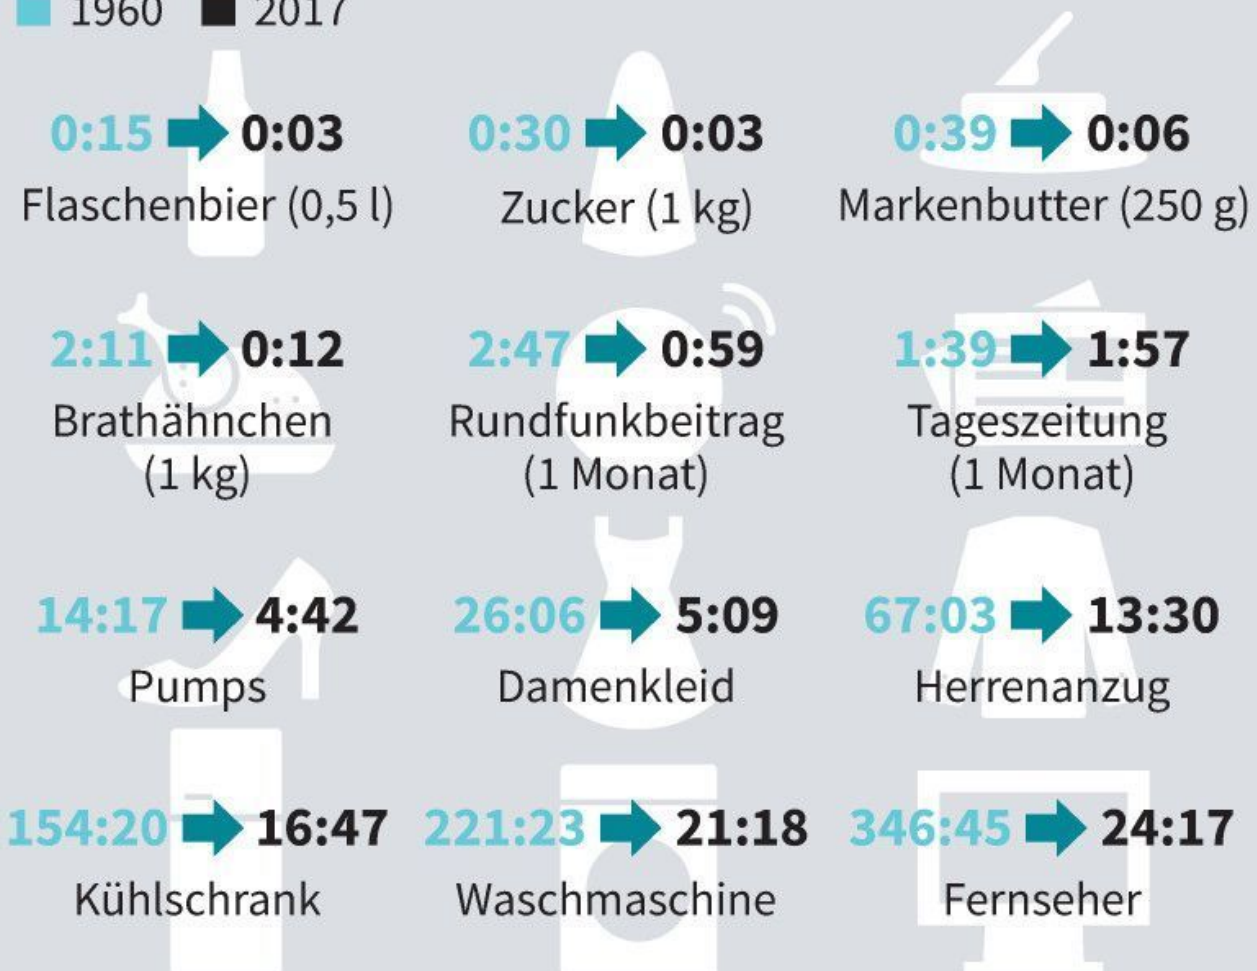 1960 2017
0:15 0:03
Flaschenbier (0,5 l)
0:30 0:03
Zucker (1 kg)
0:39 0:06
Markenbutter (250 g)
2:11 0:12
Brathähnchen
(1 kg)
2:47 0:59
Rundfunkbeitrag
(1 Monat)
1:39 1:57
Tageszeitung
(1 Monat)
14:17 4:42
Pumps
26:06 5:09
Damenkleid
67:03 13:30
Herrenanzug
154:20 16:47
Kühlschrank
221:23 21:18
Waschmaschine
346:45 24:17
Fernseher